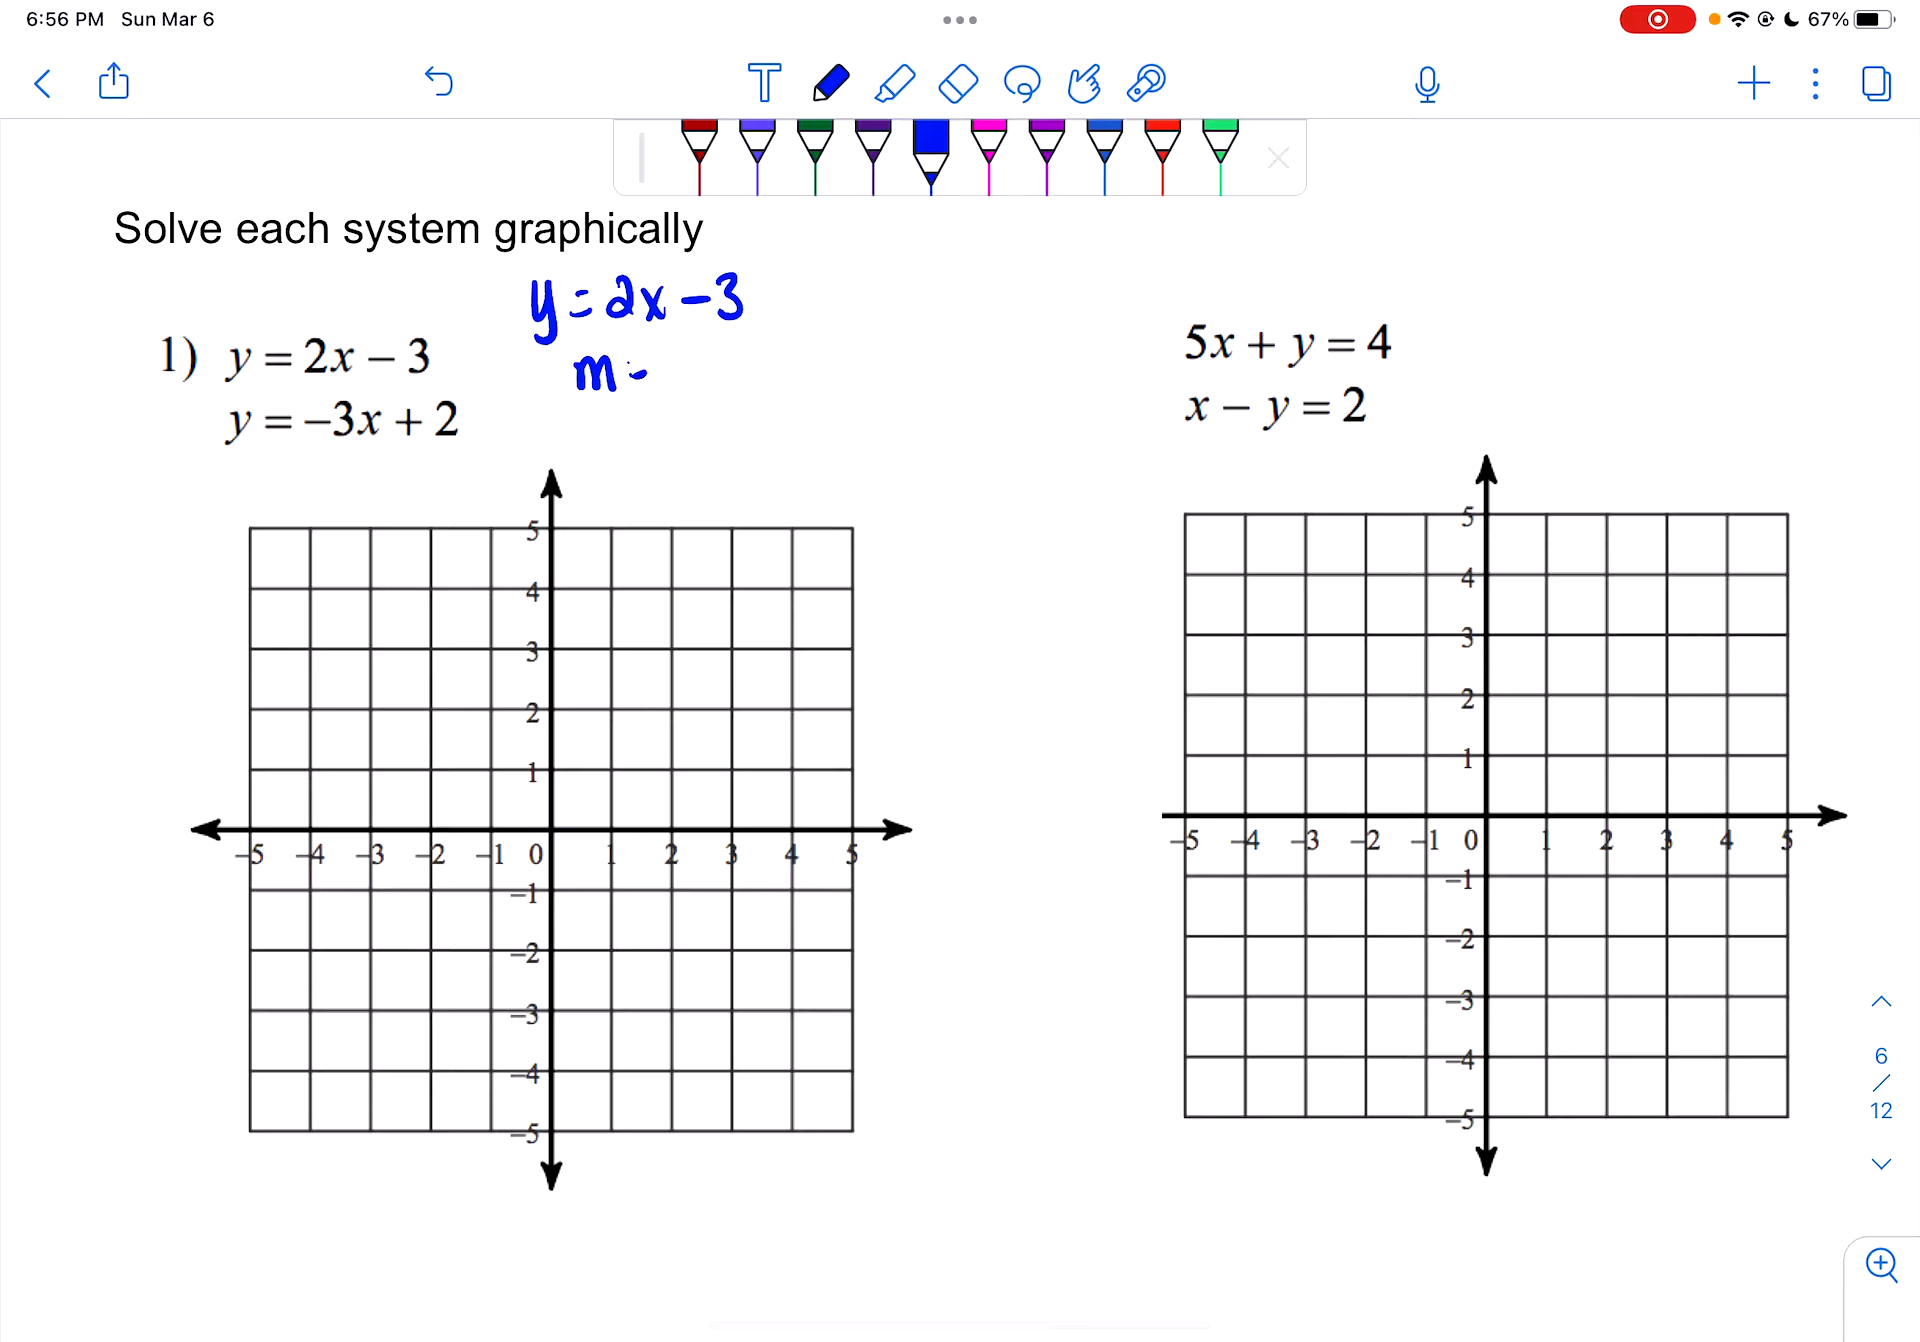 6:56 PM Sun Mar 6
67%
T
Solve each system graphically
y = 2x - 3
m =
1) y = 2x − 3
y = −3x + 2
5x + y = 4
x − y = 2
5
4
3
2
1
−5 −4 −3 −2 −1 0 1 2 3 4 5
−1
−2
−3
−4
−5
5
4
3
2
1
−5 −4 −3 −2 −1 0 1 2 3 4 5
−1
−2
−3
−4
−5
6
/
12